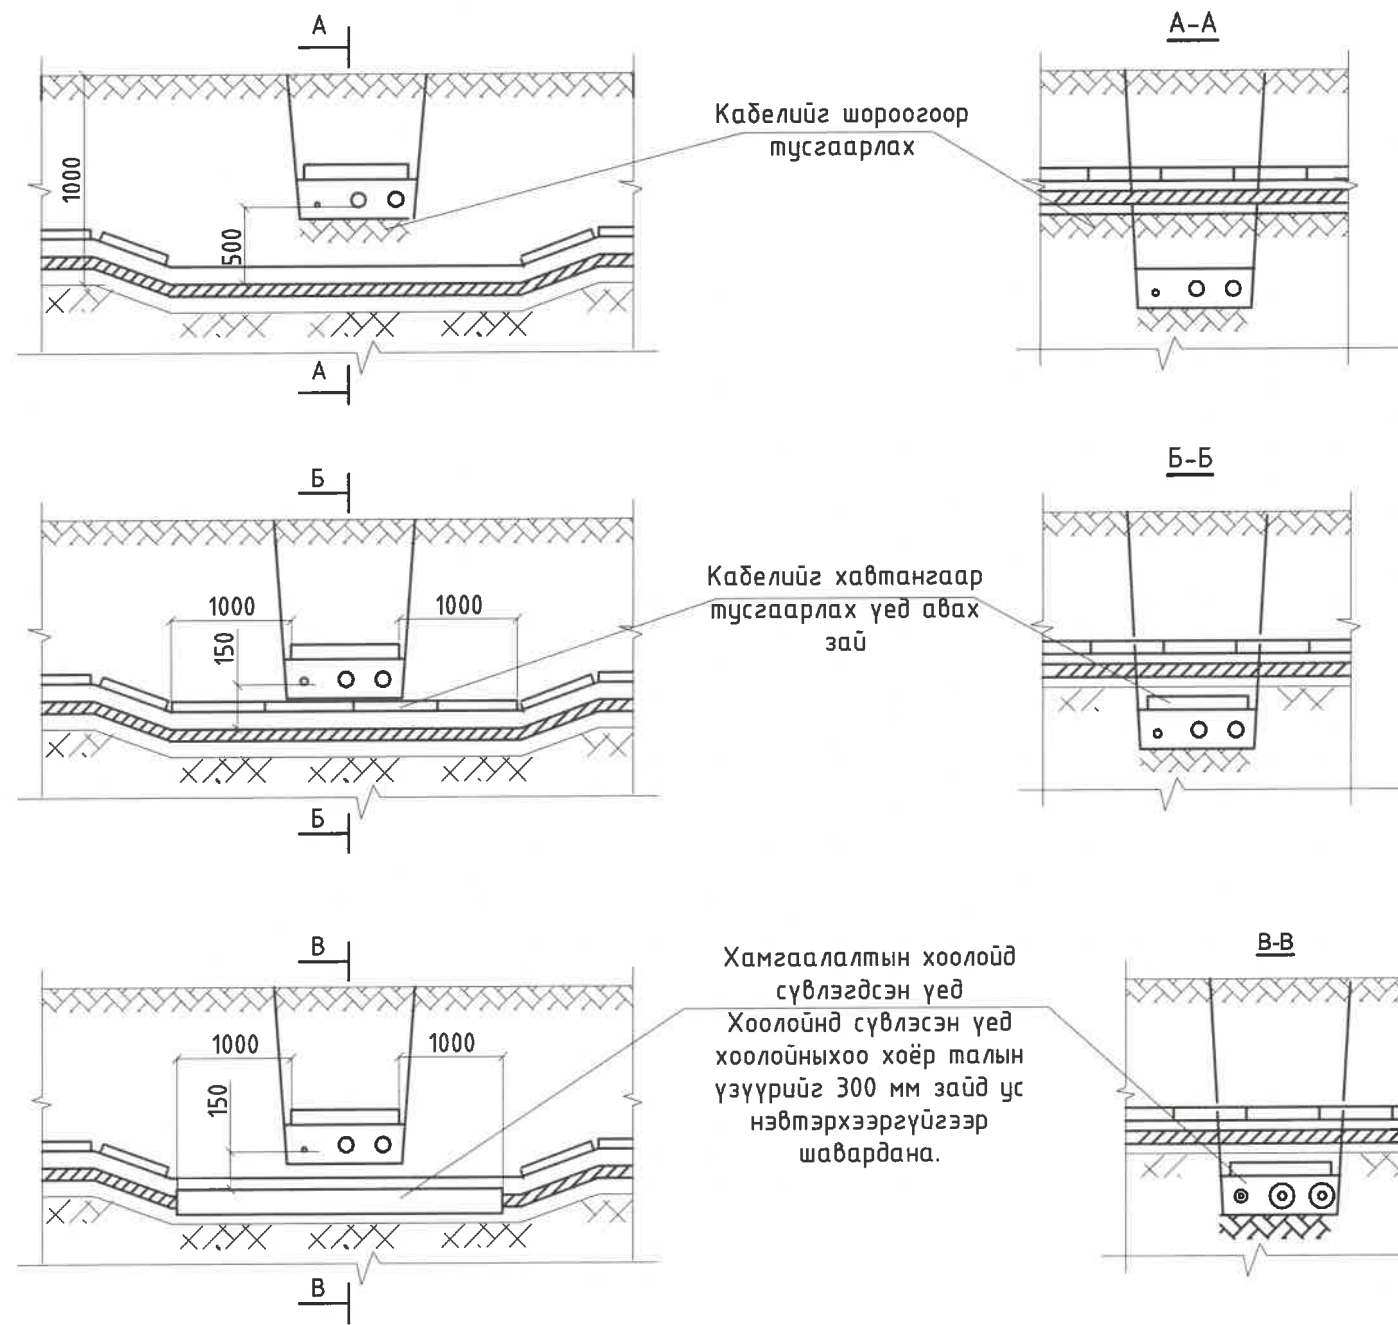 А
А-А
Кабелийг шороогоор
тусгаарлах
1000
500
А
Б
Б-Б
Кабелийг хавтангаар
тусгаарлах үед авах
зай
1000
1000
150
Б
В
В-В
Хамгаалалтын хоолойд
сүвлэгдсэн үед
Хоолойнд сүвлэсэн үед
хоолойныхоо хоёр талын
үзүүрийг 300 мм зайд ус
нэвтэрхээргүйгээр
шавардана.
1000
1000
150
В